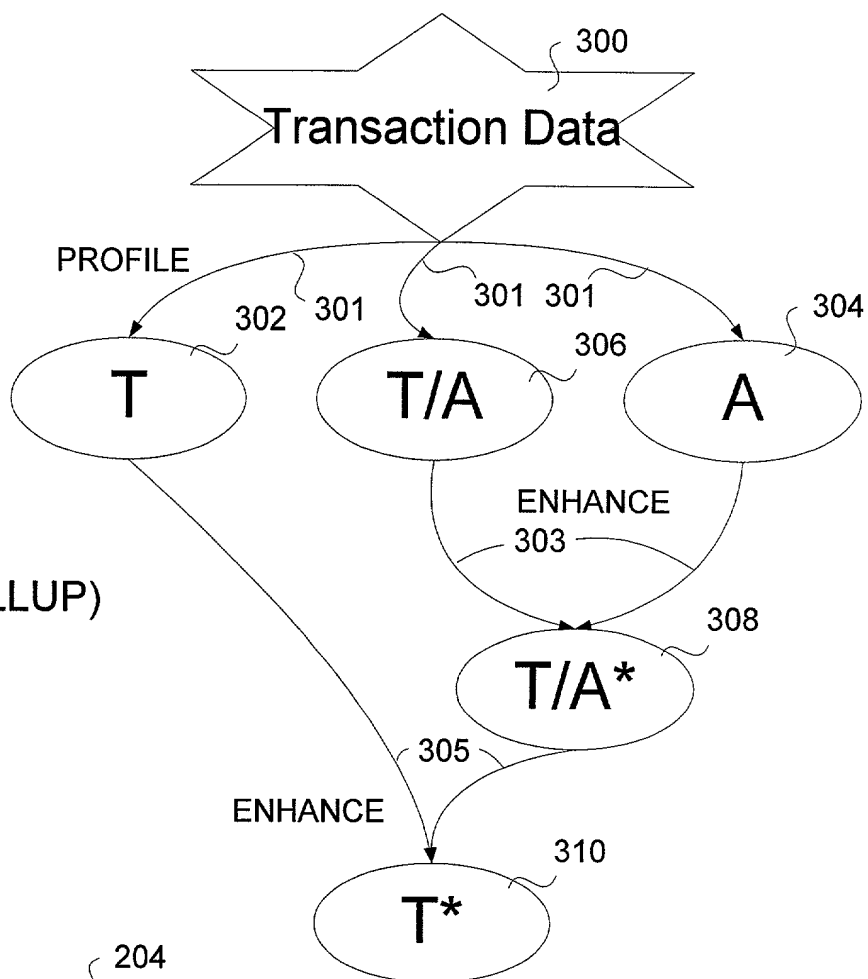 300
Transaction Data
PROFILE
301
301
301
302
306
304
T
T/A
A
ENHANCE
303
LLUP)
308
T/A*
305
ENHANCE
310
T*
204